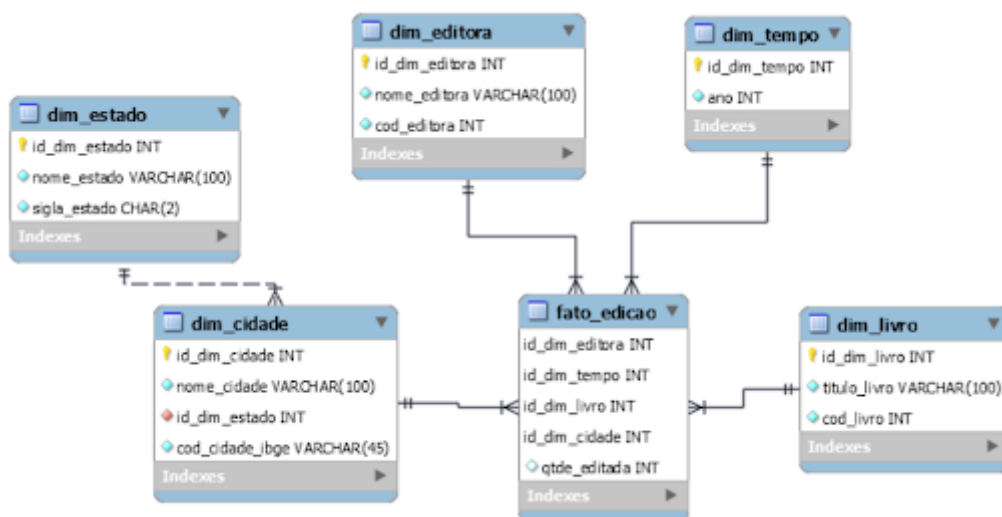 dim_editora
id_dim_editora INT
nome_editora VARCHAR(100)
cod_editora INT
Indexes
dim_tempo
id_dim_tempo INT
ano INT
Indexes
dim_estado
id_dim_estado INT
nome_estado VARCHAR(100)
sigla_estado CHAR(2)
Indexes
dim_cidade
id_dim_cidade INT
nome_cidade VARCHAR(100)
id_dim_estado INT
cod_cidade_ibge VARCHAR(45)
Indexes
fato_edicao
id_dim_editora INT
id_dim_tempo INT
id_dim_livro INT
id_dim_cidade INT
qtde_editada INT
Indexes
dim_livro
id_dim_livro INT
titulo_livro VARCHAR(100)
cod_livro INT
Indexes